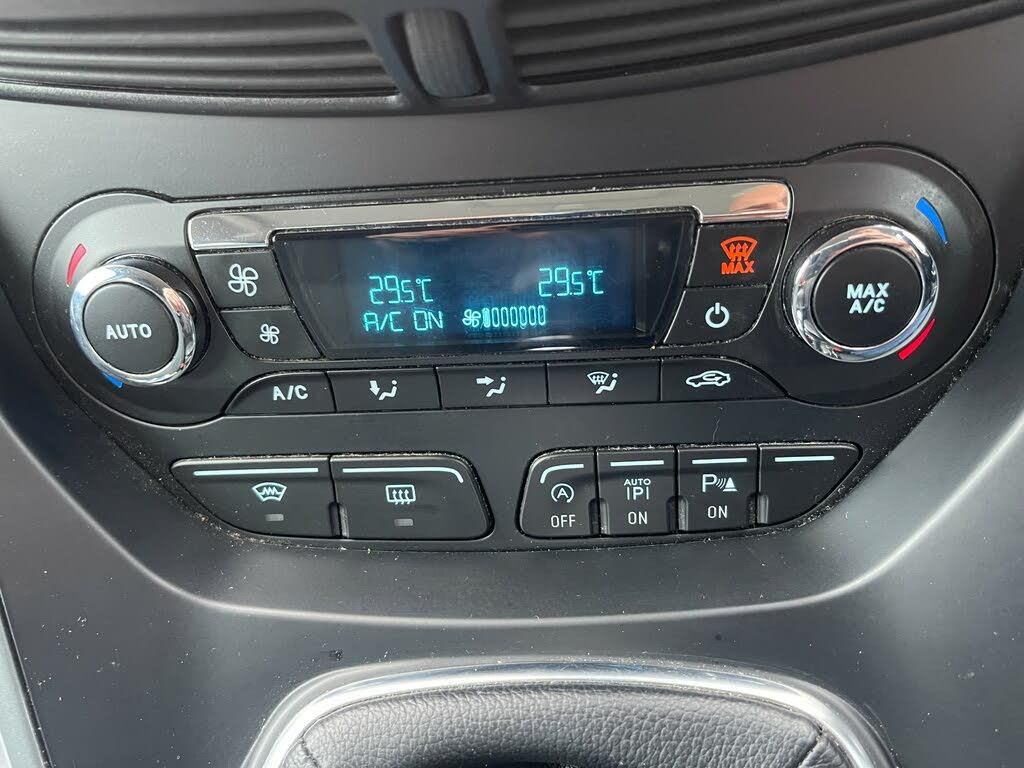 29.5°C 29.5°C
A/C ON
MAX
AUTO
MAX
A/C
A/C
A
OFF
AUTO
P
ON
P
ON